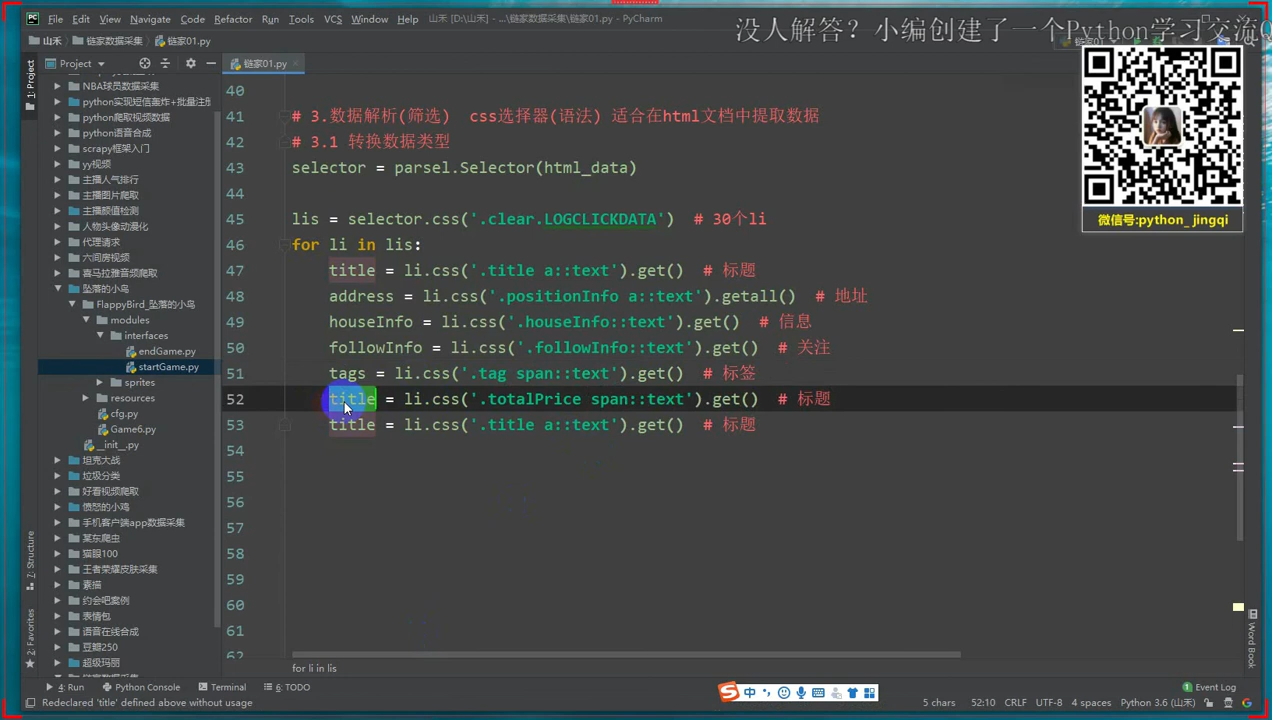 File Edit View Navigate Code Refactor Run Tools VCS Window Help 山禾 [D:\山禾] - ...\链家数据采集\链家01.py - PyCharm
没人解答？小编创建了一个Python学习交流Q
山禾 链家数据采集 链家01.py
微信号:python_jingqi
1: Project
7: Structure
2: Favorites
Project
NBA球员数据采集
python实现短信轰炸+批量注册
python爬取视频数据
python语音合成
scrapy框架入门
yy视频
主播人气排行
主播图片爬取
主播颜值检测
人物头像动漫化
代理请求
六间房视频
喜马拉雅音频爬取
坠落的小鸟
FlappyBird_坠落的小鸟
modules
interfaces
endGame.py
startGame.py
sprites
resources
cfg.py
Game6.py
__init__.py
坦克大战
垃圾分类
好看视频爬取
愤怒的小鸡
手机客户端app数据采集
某东爬虫
猫眼100
王者荣耀皮肤采集
素描
约会吧案例
表情包
语音在线合成
豆瓣250
超级玛丽
链家01.py
40
41 # 3.数据解析(筛选) css选择器(语法) 适合在html文档中提取数据
42 # 3.1 转换数据类型
43 selector = parsel.Selector(html_data)
44
45 lis = selector.css('.clear.LOGCLICKDATA') # 30个li
46 for li in lis:
47 title = li.css('.title a::text').get() # 标题
48 address = li.css('.positionInfo a::text').getall() # 地址
49 houseInfo = li.css('.houseInfo::text').get() # 信息
50 followInfo = li.css('.followInfo::text').get() # 关注
51 tags = li.css('.tag span::text').get() # 标签
52 title = li.css('.totalPrice span::text').get() # 标题
53 title = li.css('.title a::text').get() # 标题
54
55
56
57
58
59
60
61
62
for li in lis
Word Book
4: Run Python Console Terminal 6: TODO
中
1 Event Log
Redeclared 'title' defined above without usage
5 chars 52:10 CRLF UTF-8 4 spaces Python 3.6 (山禾)